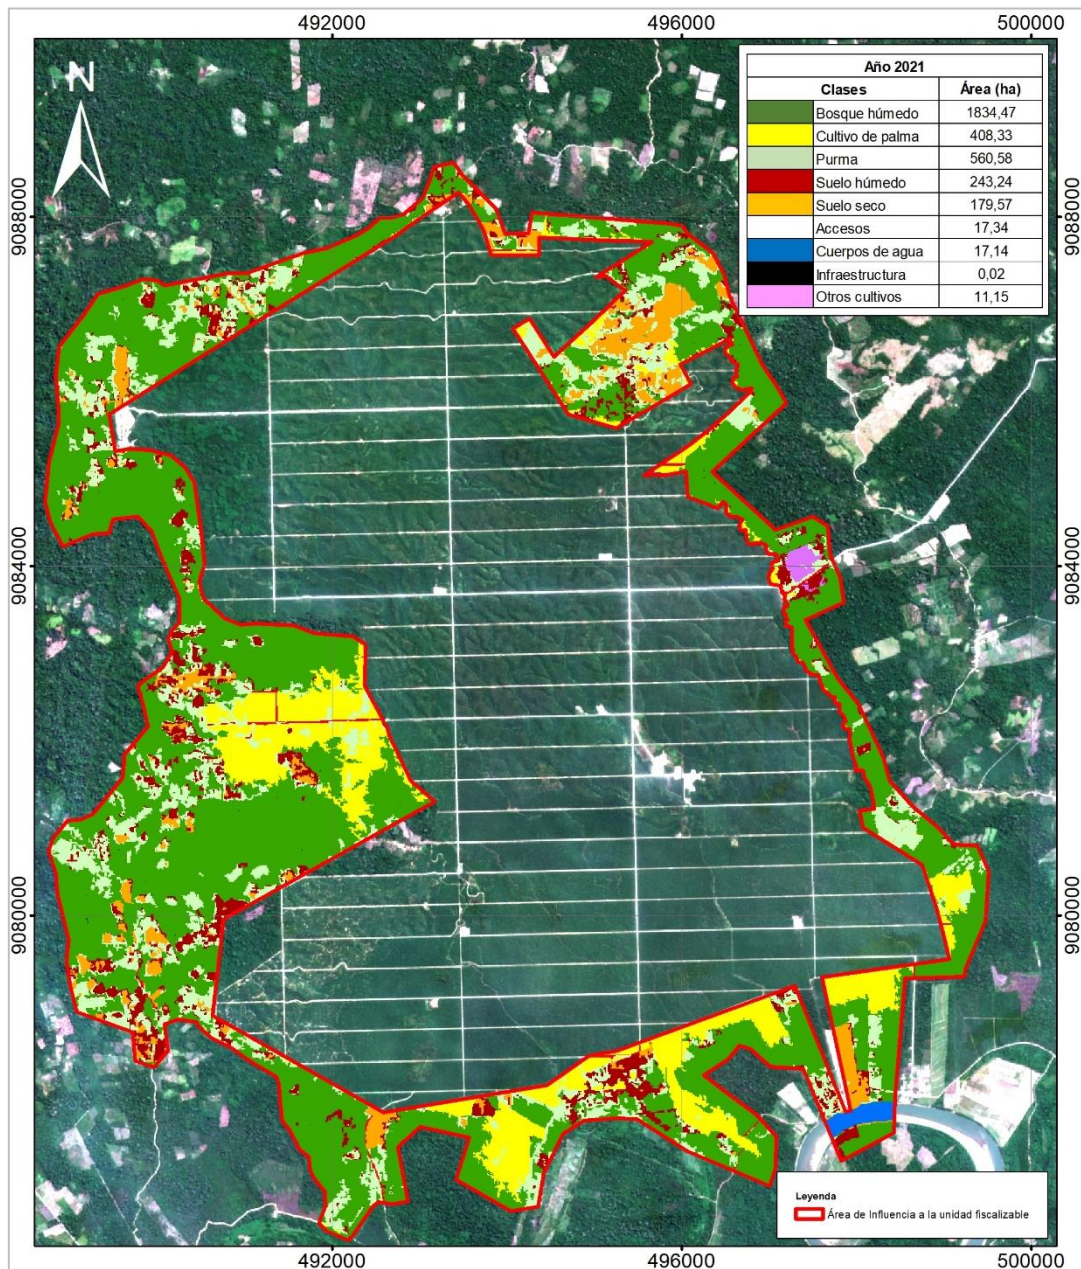 492000 496000 500000
N
Año 2021
Clases Área (ha)
Bosque húmedo 1834,47
Cultivo de palma 408,33
Purma 560,58
Suelo húmedo 243,24
Suelo seco 179,57
Accesos 17,34
Cuerpos de agua 17,14
Infraestructura 0,02
Otros cultivos 11,15
9088000 9088000
9084000 9084000
9080000 9080000
Leyenda
Área de Influencia a la unidad fiscalizable
492000 496000 500000